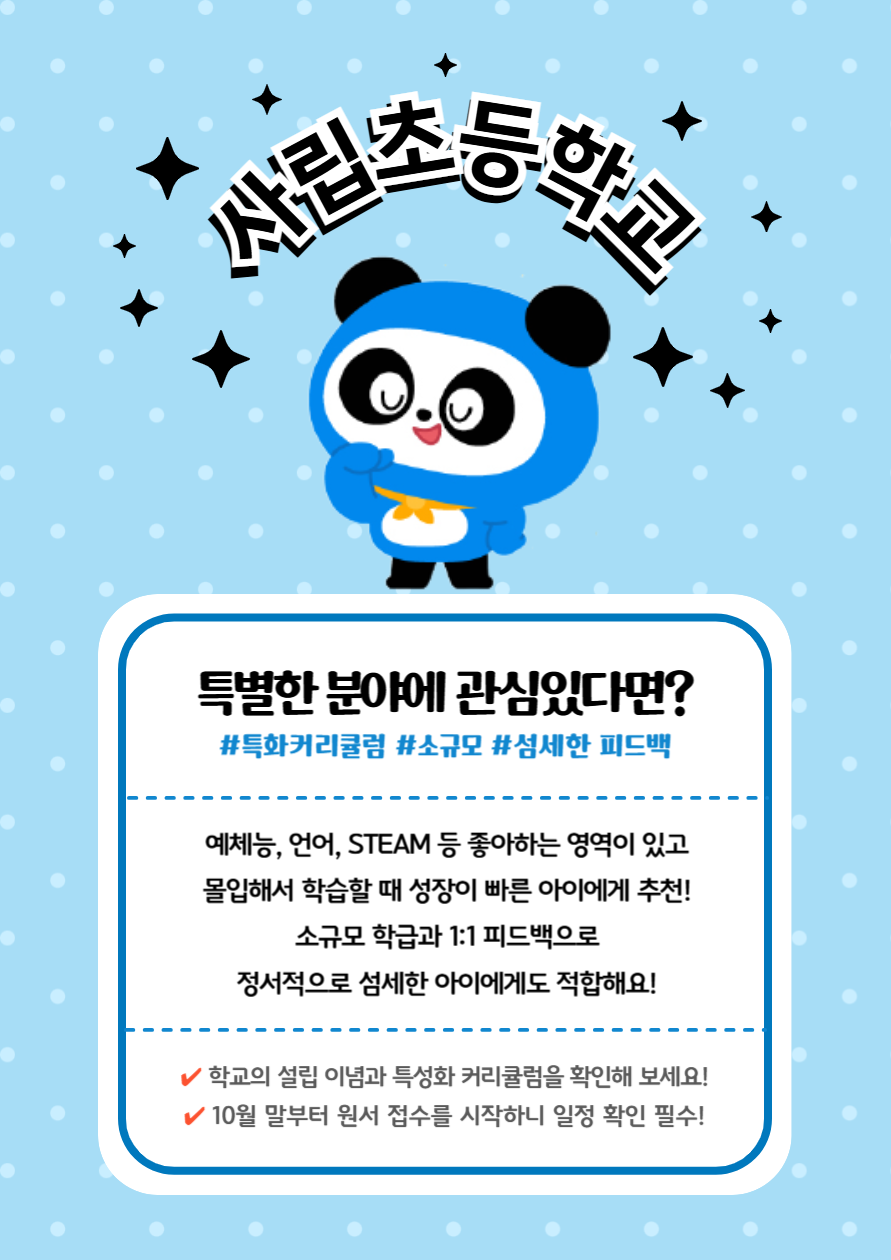 사립초등학교
특별한 분야에 관심있다면?
#특화커리큘럼 #소규모 #섬세한 피드백
예체능, 언어, STEAM 등 좋아하는 영역이 있고
몰입해서 학습할 때 성장이 빠른 아이에게 추천!
소규모 학급과 1:1 피드백으로
정서적으로 섬세한 아이에게도 적합해요!
✔ 학교의 설립 이념과 특성화 커리큘럼을 확인해 보세요!
✔ 10월 말부터 원서 접수를 시작하니 일정 확인 필수!